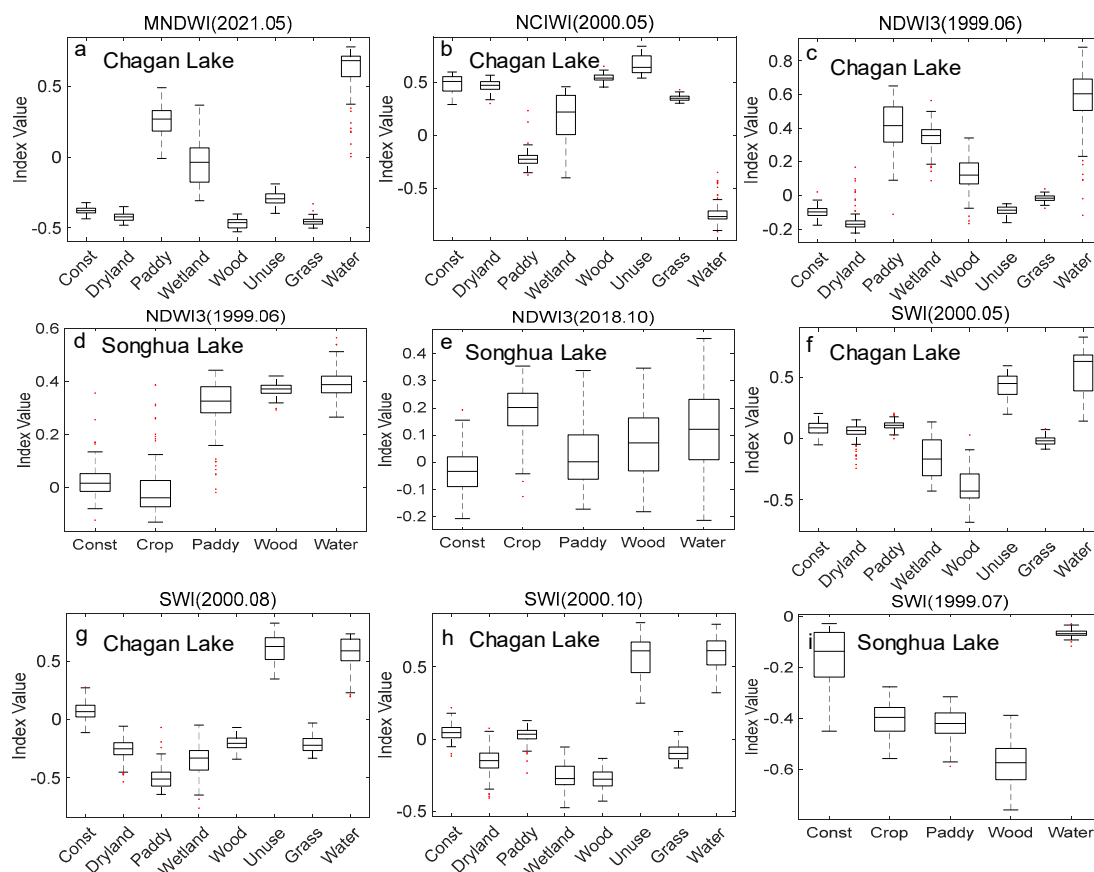 MNDWI(2021.05)
a Chagan Lake
Index Value
0.5
0
-0.5
Const Dryland Paddy Wetland Wood Unuse Grass Water
NCIWI(2000.05)
b Chagan Lake
0.5
0
-0.5
Const Dryland Paddy Wetland Wood Unuse Grass Water
NDWI3(1999.06)
c Chagan Lake
Index Value
0.8
0.6
0.4
0.2
0
-0.2
Const Dryland Paddy Wetland Wood Unuse Grass Water
NDWI3(1999.06)
d Songhua Lake
Index Value
0.6
0.4
0.2
0
Const Crop Paddy Wood Water
NDWI3(2018.10)
e Songhua Lake
0.4
0.3
0.2
0.1
0
-0.1
-0.2
Const Crop Paddy Wood Water
SWI(2000.05)
f Chagan Lake
Index Value
0.5
0
-0.5
Const Dryland Paddy Wetland Wood Unuse Grass Water
SWI(2000.08)
g Chagan Lake
Index Value
0.5
0
-0.5
Const Dryland Paddy Wetland Wood Unuse Grass Water
SWI(2000.10)
h Chagan Lake
0.5
0
-0.5
Const Dryland Paddy Wetland Wood Unuse Grass Water
SWI(1999.07)
i Songhua Lake
Index Value
0
-0.2
-0.4
-0.6
Const Crop Paddy Wood Water